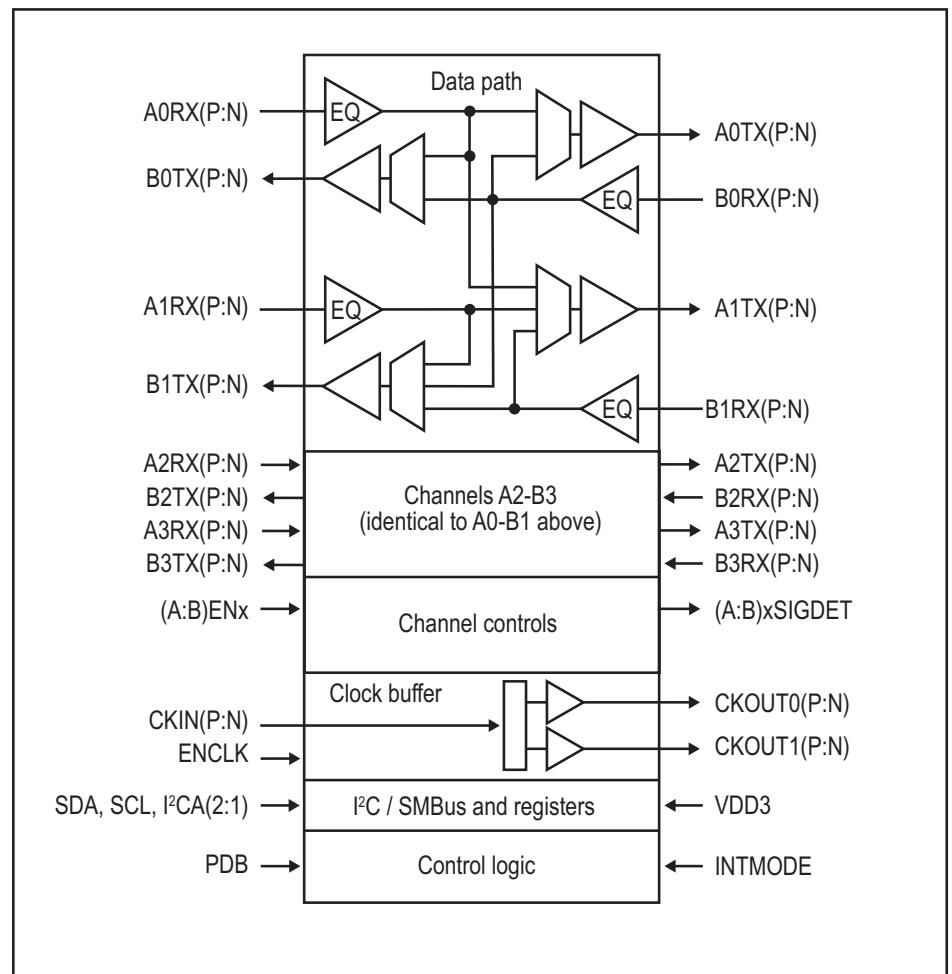 Data path
A0RX(P:N)
EQ
A0TX(P:N)
B0TX(P:N)
EQ
B0RX(P:N)
A1RX(P:N)
EQ
A1TX(P:N)
B1TX(P:N)
EQ
B1RX(P:N)
A2RX(P:N)
A2TX(P:N)
B2TX(P:N)
Channels A2-B3
B2RX(P:N)
(identical to A0-B1 above)
A3RX(P:N)
A3TX(P:N)
B3TX(P:N)
B3RX(P:N)
(A:B)ENx
Channel controls
(A:B)xSIGDET
Clock buffer
CKIN(P:N)
CKOUT0(P:N)
ENCLK
CKOUT1(P:N)
SDA, SCL, I²CA(2:1)
I²C / SMBus and registers
VDD3
PDB
Control logic
INTMODE